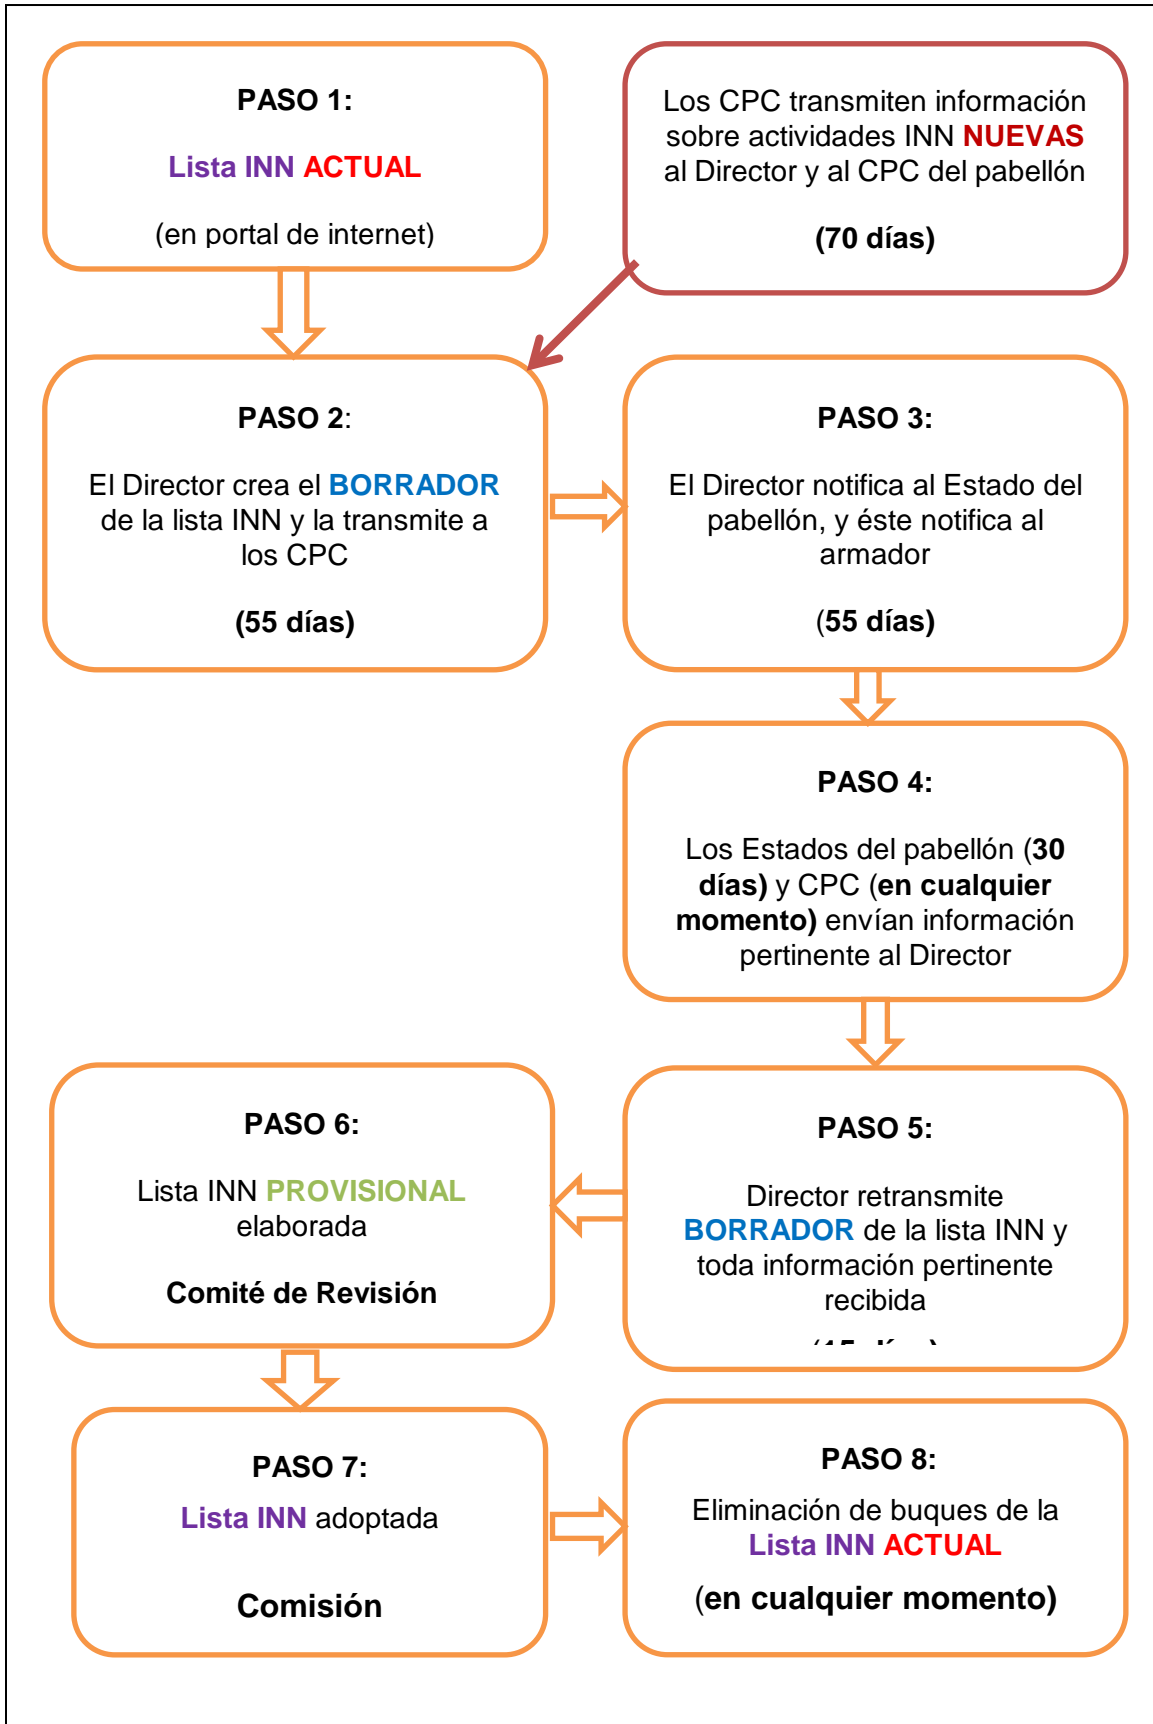 PASO 1:
Lista INN ACTUAL
(en portal de internet)
Los CPC transmiten información
sobre actividades INN NUEVAS
al Director y al CPC del pabellón
(70 días)
PASO 2:
El Director crea el BORRADOR
de la lista INN y la transmite a
los CPC
(55 días)
PASO 3:
El Director notifica al Estado del
pabellón, y éste notifica al
armador
(55 días)
PASO 4:
Los Estados del pabellón (30
días) y CPC (en cualquier
momento) envían información
pertinente al Director
PASO 5:
Director retransmite
BORRADOR de la lista INN y
toda información pertinente
recibida
PASO 6:
Lista INN PROVISIONAL
elaborada
Comité de Revisión
PASO 7:
Lista INN adoptada
Comisión
PASO 8:
Eliminación de buques de la
Lista INN ACTUAL
(en cualquier momento)